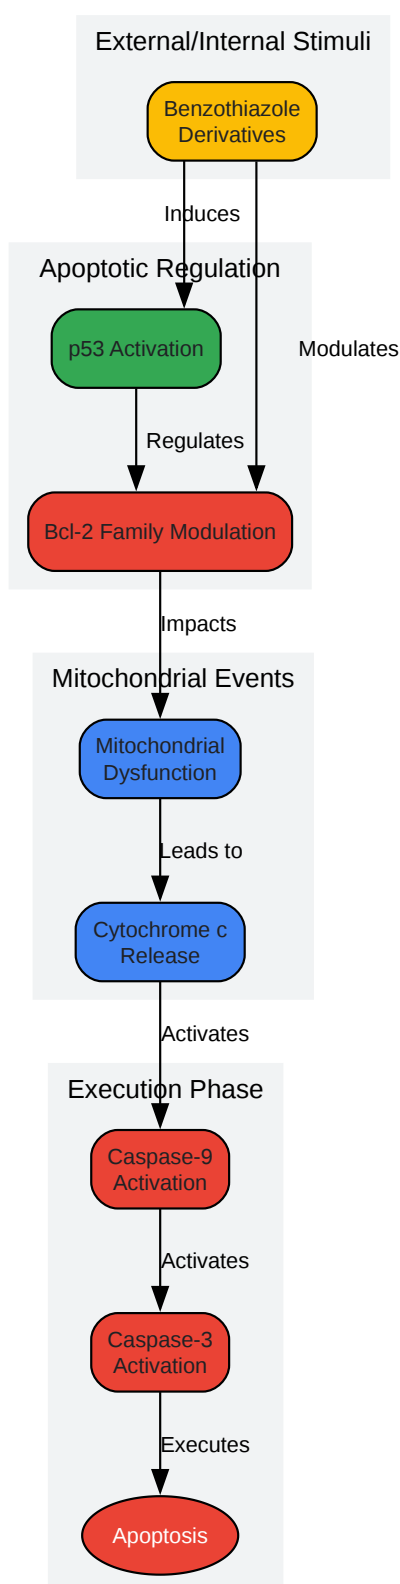 External/Internal Stimuli
Benzothiazole
Derivatives
Induces
Apoptotic Regulation
p53 Activation
Modulates
Regulates
Bcl-2 Family Modulation
Impacts
Mitochondrial Events
Mitochondrial
Dysfunction
Leads to
Cytochrome c
Release
Activates
Execution Phase
Caspase-9
Activation
Activates
Caspase-3
Activation
Executes
Apoptosis